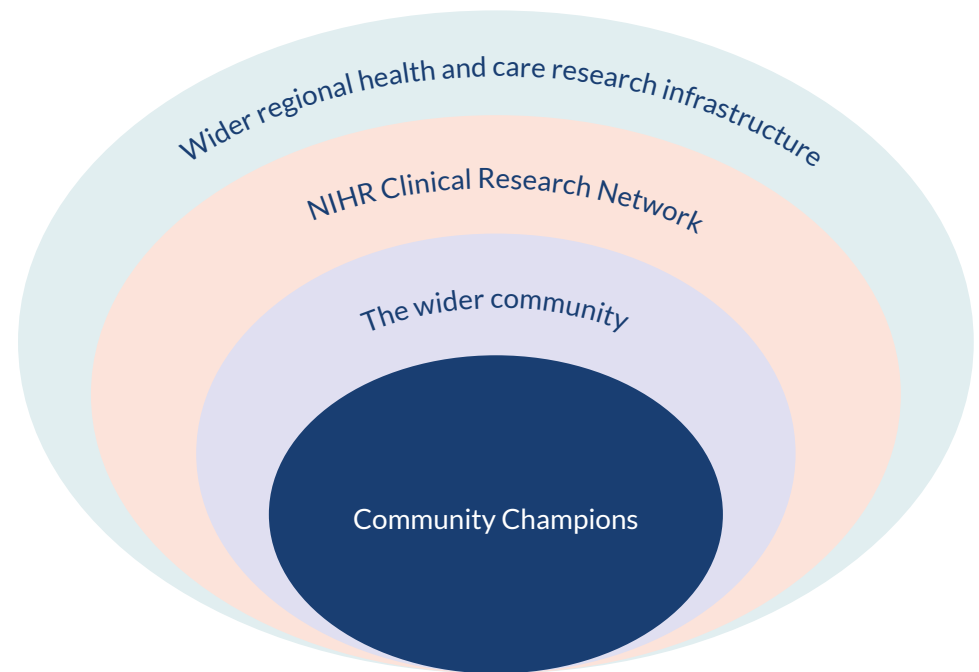 Wider regional health and care research infrastructure
NIHR Clinical Research Network
The wider community
Community Champions